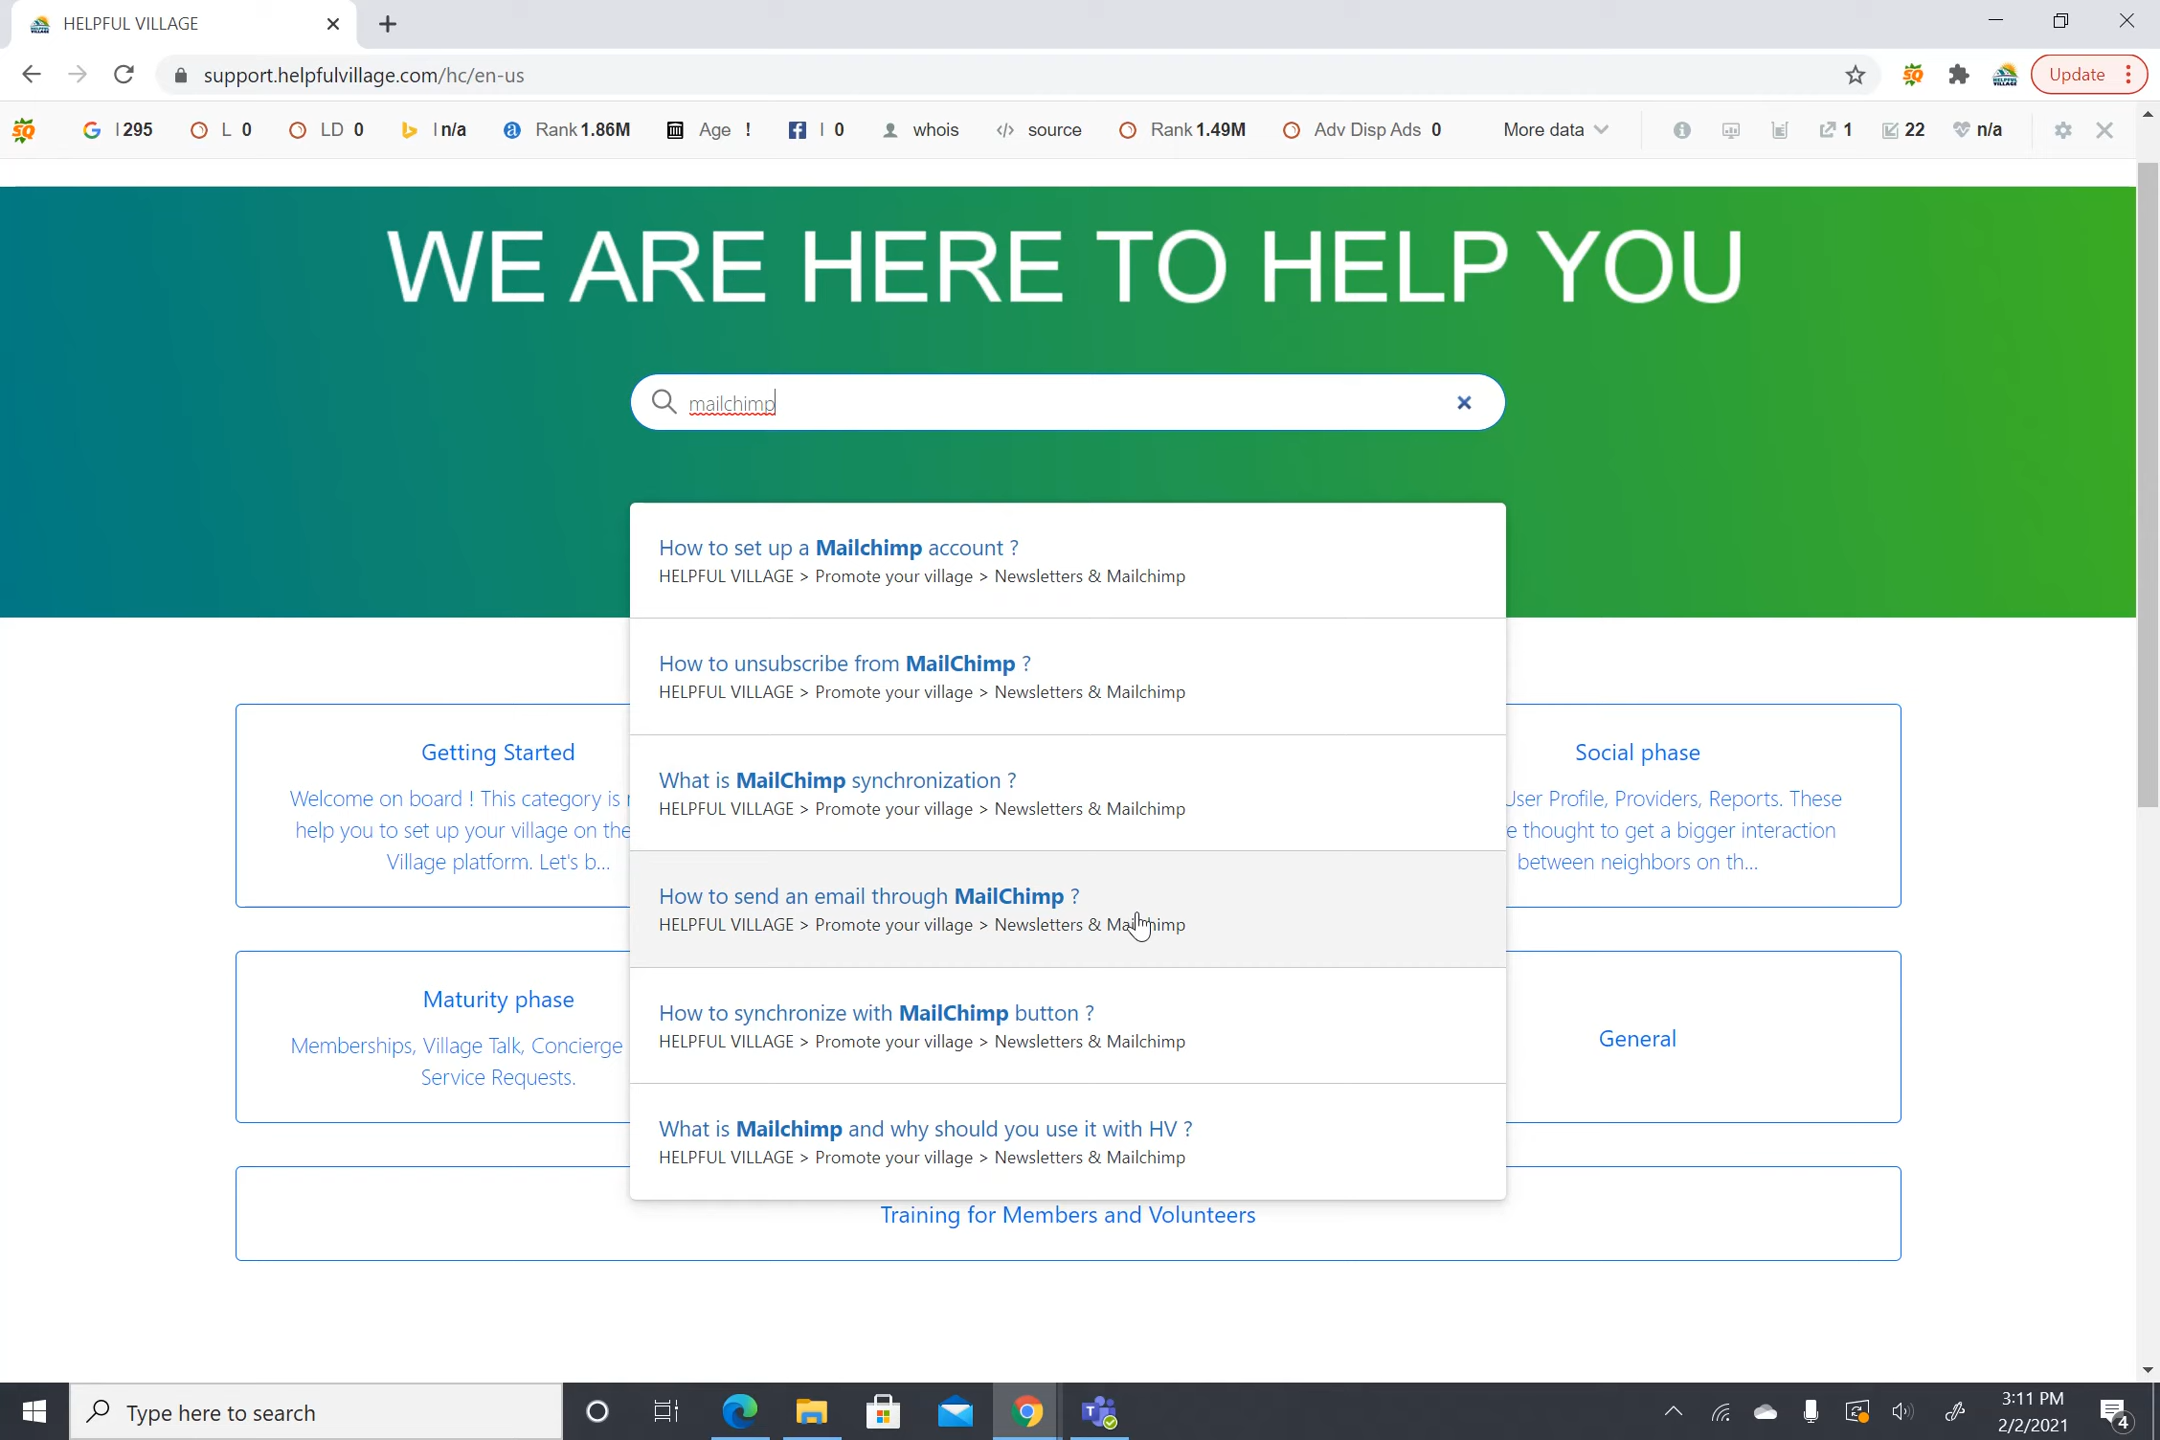 HELPFUL VILLAGE
support.helpfulvillage.com/hc/en-us
Update
I 295 L 0 LD 0 I n/a Rank 1.86M Age ! I 0 whois source Rank 1.49M Adv Disp Ads 0 More data 1 22 n/a
WE ARE HERE TO HELP YOU
mailchimp
How to set up a Mailchimp account ?
HELPFUL VILLAGE > Promote your village > Newsletters & Mailchimp
How to unsubscribe from MailChimp ?
HELPFUL VILLAGE > Promote your village > Newsletters & Mailchimp
What is MailChimp synchronization ?
HELPFUL VILLAGE > Promote your village > Newsletters & Mailchimp
How to send an email through MailChimp ?
HELPFUL VILLAGE > Promote your village > Newsletters & Mailchimp
How to synchronize with MailChimp button ?
HELPFUL VILLAGE > Promote your village > Newsletters & Mailchimp
What is Mailchimp and why should you use it with HV ?
HELPFUL VILLAGE > Promote your village > Newsletters & Mailchimp
Getting Started
Welcome on board ! This category is
help you to set up your village on the
Village platform. Let's b...
Social phase
User Profile, Providers, Reports. These
thought to get a bigger interaction
between neighbors on th...
Maturity phase
Memberships, Village Talk, Concierge
Service Requests.
General
Training for Members and Volunteers
Type here to search
3:11 PM
2/2/2021
4